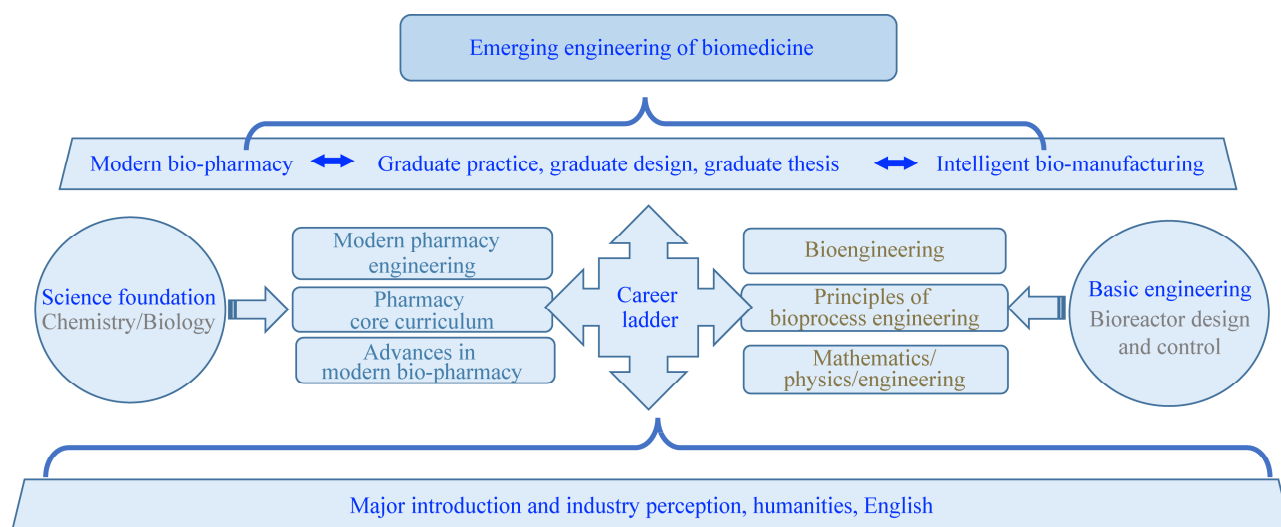 Emerging engineering of biomedicine
Modern bio-pharmacy
Graduate practice, graduate design, graduate thesis
Intelligent bio-manufacturing
Science foundation
Chemistry/Biology
Modern pharmacy
engineering
Pharmacy
core curriculum
Advances in
modern bio-pharmacy
Career
ladder
Bioengineering
Principles of
bioprocess engineering
Mathematics/
physics/engineering
Basic engineering
Bioreactor design
and control
Major introduction and industry perception, humanities, English